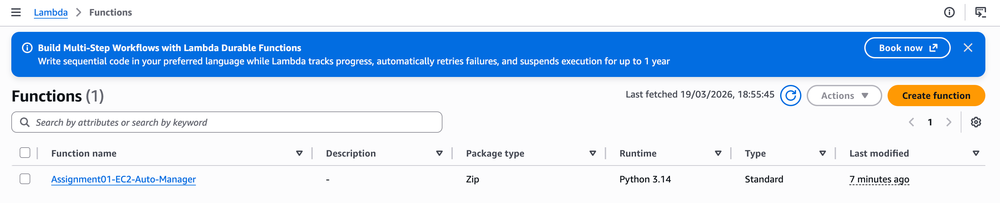 Lambda > Functions
Build Multi-Step Workflows with Lambda Durable Functions
Write sequential code in your preferred language while Lambda tracks progress, automatically retries failures, and suspends execution for up to 1 year
Book now
Functions (1)
Last fetched 19/03/2026, 18:55:45
Actions
Create function
Search by attributes or search by keyword
1
Function name Description Package type Runtime Type Last modified
Assignment01-EC2-Auto-Manager - Zip Python 3.14 Standard 7 minutes ago